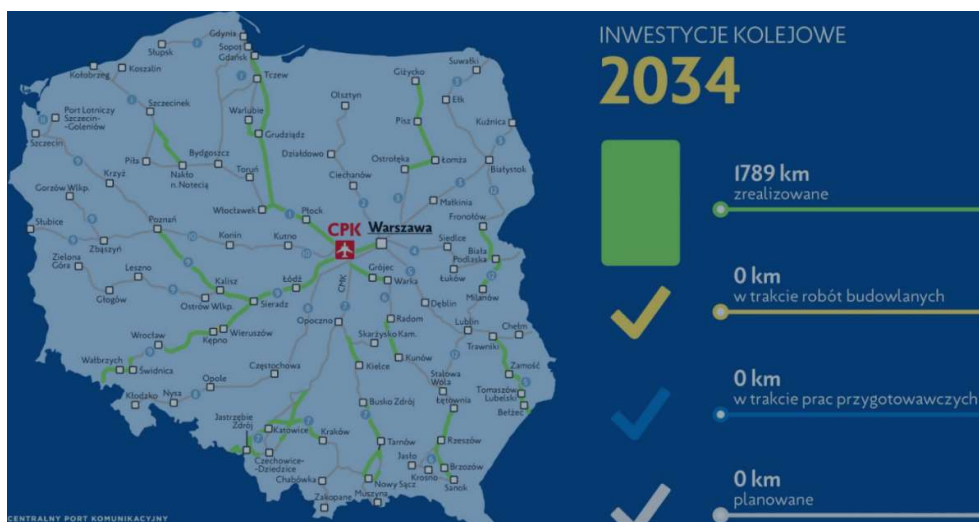 INWESTYCJE KOLEJOWE
2034
1789 km
zrealizowane
0 km
w trakcie robót budowlanych
0 km
w trakcie prac przygotowawczych
0 km
planowane
Gdynia
Słupsk
Sopot
Gdańsk
Kołobrzeg
Koszalin
Tczew
Giżycko
Suwałki
Ełk
Olsztyn
Port Lotniczy
Szczecin-
-Goleniów
Szczecinek
Warlubie
Pisz
Kuźnica
Szczecin
Grudziądz
Działdowo
Ostrołęka
Łomża
Białystok
Piła
Bydgoszcz
Krzyż
Nakło
n. Notecią
Toruń
Ciechanów
Gorzów Wlkp.
Małkinia
Włocławek
Płock
Fronołów
Słubice
Poznań
CPK
Warszawa
Zbąszyń
Konin
Kutno
Siedlce
Biała
Podlaska
Zielona
Góra
Leszno
Łódź
CMK
Grójec
Warka
Łuków
Kalisz
Głogów
Ostrów Wlkp.
Sieradz
Dęblin
Milanów
Opoczno
Radom
Wrocław
Wieruszów
Kępno
Skarżysko Kam.
Lublin
Chełm
Trawniki
Wałbrzych
Świdnica
Częstochowa
Kielce
Kunów
Zamość
Opole
Stalowa
Wola
Tomaszów
Lubelski
Kłodzko
Nysa
Busko Zdrój
Łętownia
Bełżec
Jastrzębie
Zdrój
Katowice
Kraków
Tarnów
Rzeszów
Czechowice-
-Dziedzice
Jasło
Brzozów
Chabówka
Nowy Sącz
Krosno
Sanok
Zakopane
Muszyna
CENTRALNY PORT KOMUNIKACYJNY